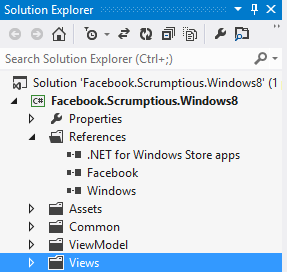 Solution Explorer
Search Solution Explorer (Ctrl+;)
Solution 'Facebook.Scrumptious.Windows8' (1
C# Facebook.Scrumptious.Windows8
Properties
References
.NET for Windows Store apps
Facebook
Windows
Assets
Common
ViewModel
Views